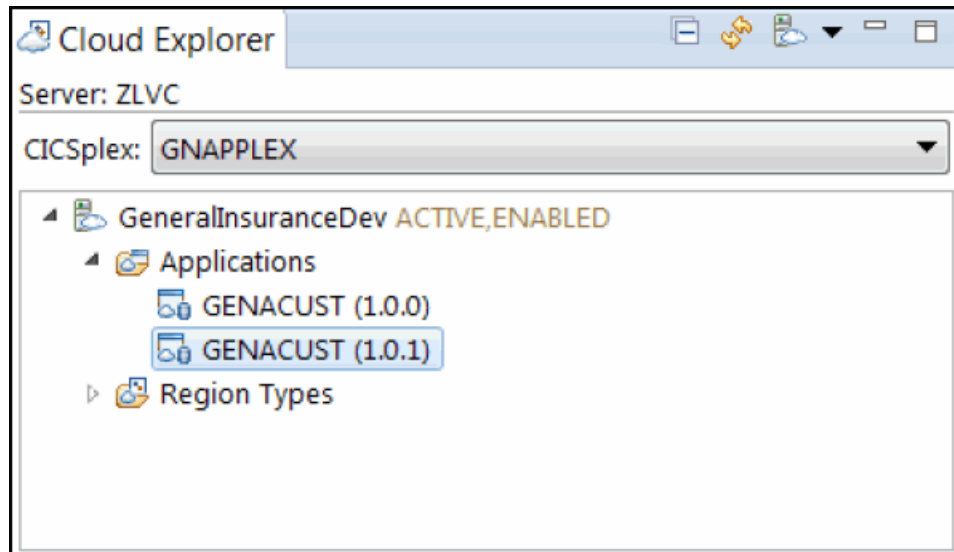 Cloud Explorer
Server: ZLVC
CICSplex: GNAPPLEX
GeneralInsuranceDev ACTIVE,ENABLED
Applications
GENACUST (1.0.0)
GENACUST (1.0.1)
Region Types